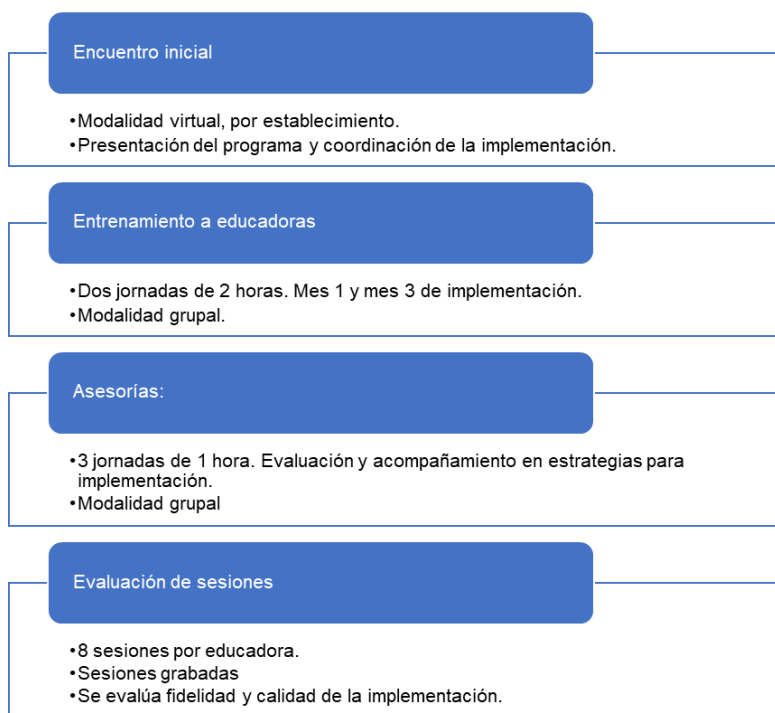 Encuentro inicial
•Modalidad virtual, por establecimiento.
•Presentación del programa y coordinación de la implementación.
Entrenamiento a educadoras
•Dos jornadas de 2 horas. Mes 1 y mes 3 de implementación.
•Modalidad grupal.
Asesorías:
•3 jornadas de 1 hora. Evaluación y acompañamiento en estrategias para
implementación.
•Modalidad grupal
Evaluación de sesiones
•8 sesiones por educadora.
•Sesiones grabadas
•Se evalúa fidelidad y calidad de la implementación.